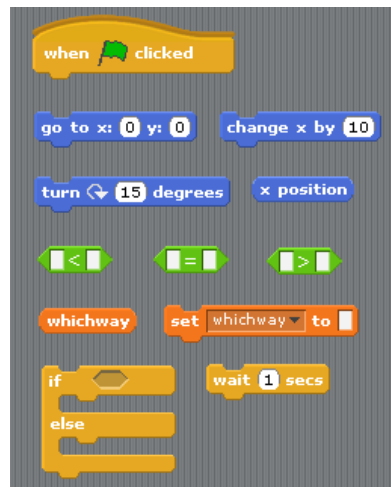 when clicked
go to x: 0 y: 0 change x by 10
turn 15 degrees x position
< = >
whichway set whichway to
if wait 1 secs
else